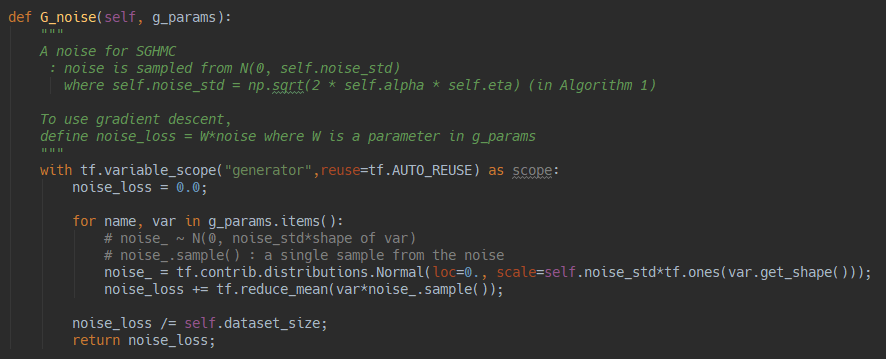 def G_noise(self, g_params):
    """
    A noise for SGHMC
     : noise is sampled from N(0, self.noise_std)
       where self.noise_std = np.sqrt(2 * self.alpha * self.eta) (in Algorithm 1)

    To use gradient descent,
    define noise_loss = W*noise where W is a parameter in g_params
    """
    with tf.variable_scope("generator",reuse=tf.AUTO_REUSE) as scope:
        noise_loss = 0.0;

        for name, var in g_params.items():
            # noise_ ~ N(0, noise_std*shape of var)
            # noise_.sample() : a single sample from the noise
            noise_ = tf.contrib.distributions.Normal(loc=0., scale=self.noise_std*tf.ones(var.get_shape()));
            noise_loss += tf.reduce_mean(var*noise_.sample());

        noise_loss /= self.dataset_size;
        return noise_loss;